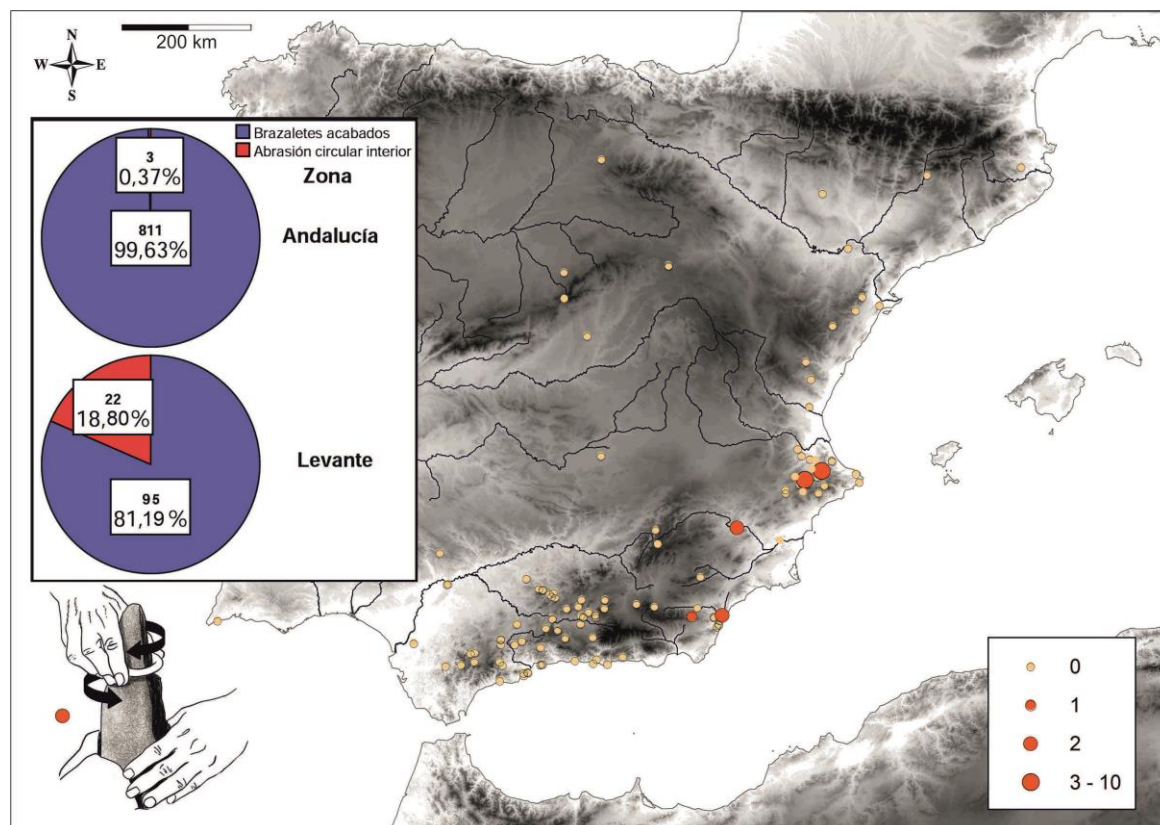 N
W E
S
200 km
Brazaletes acabados
Abrasión circular interior
Zona
3
0,37%
811
99,63%
Andalucía
22
18,80%
Levante
95
81,19 %
0
1
2
3 - 10